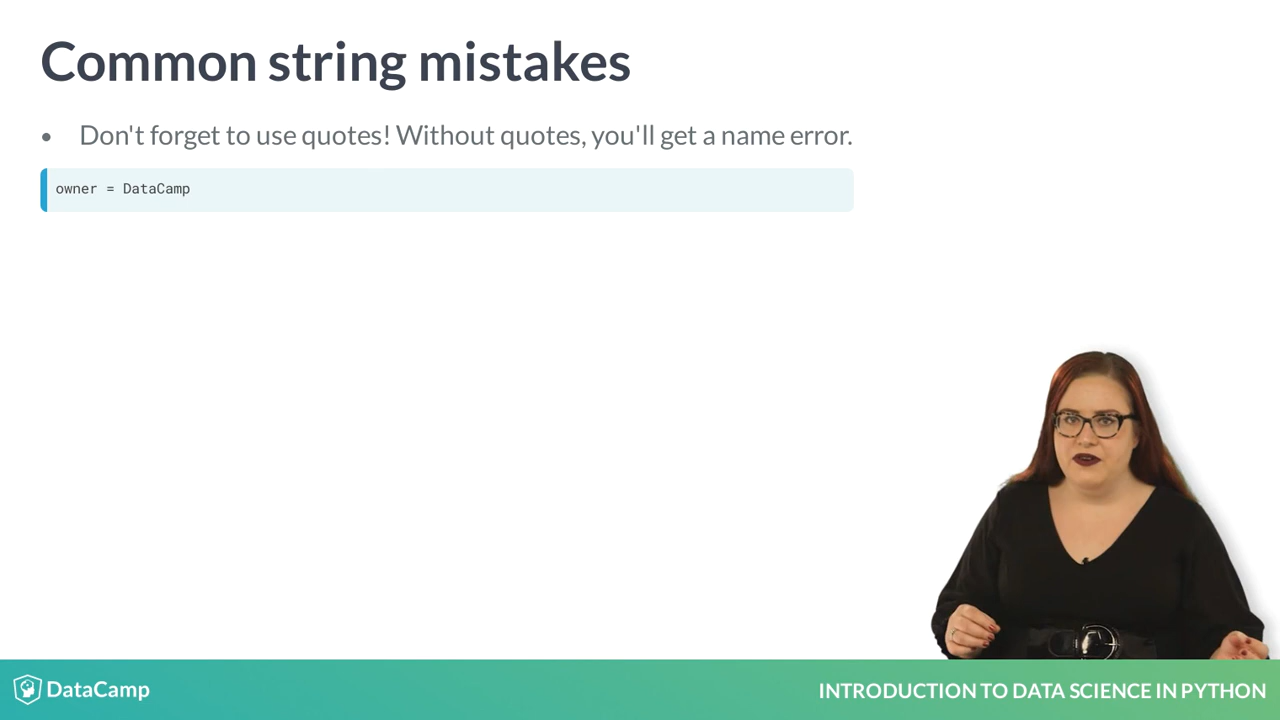 Common string mistakes
• Don't forget to use quotes! Without quotes, you'll get a name error.
owner = DataCamp
DataCamp
INTRODUCTION TO DATA SCIENCE IN PYTHON